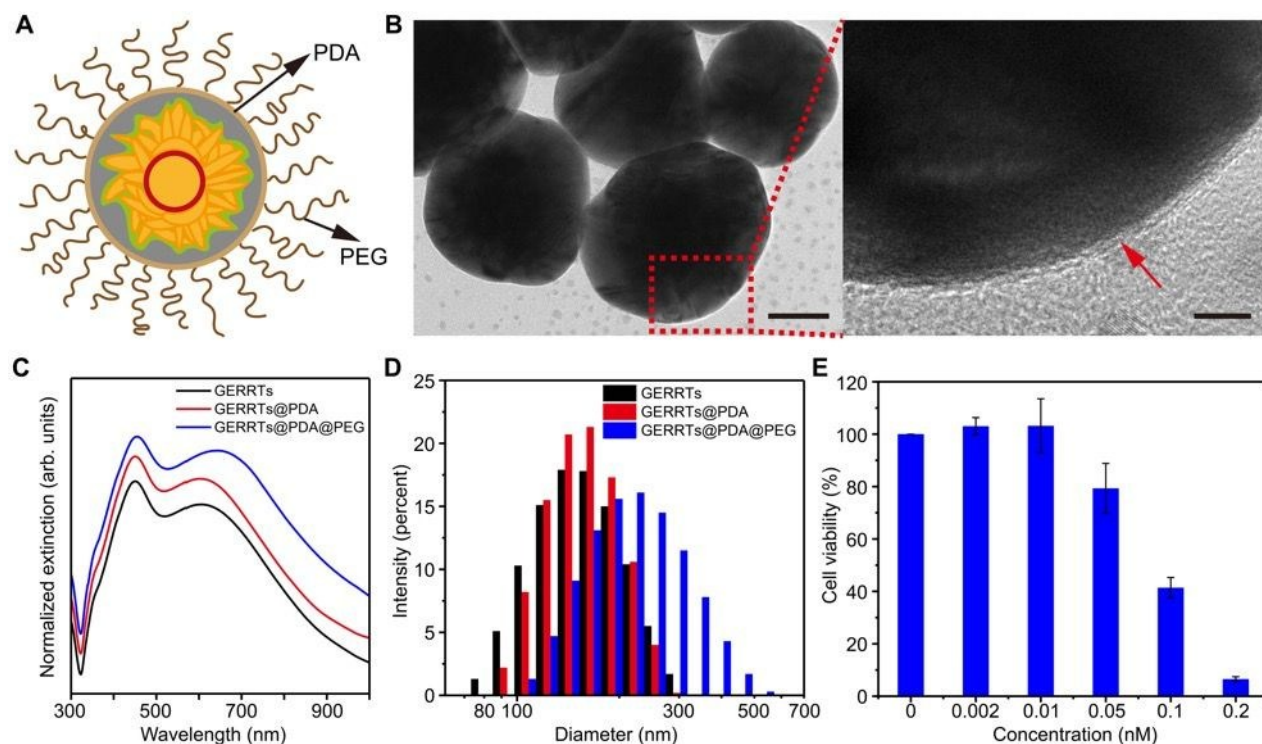 A
PDA
PEG
B
C
GERRTs
GERRTs@PDA
GERRTs@PDA@PEG
Normalized extinction (arb. units)
300 500 700 900
Wavelength (nm)
D
GERRTs
GERRTs@PDA
GERRTs@PDA@PEG
25
20
15
10
5
0
Intensity (percent)
80 100 300 500 700
Diameter (nm)
E
120
100
80
60
40
20
0
Cell viability (%)
0 0.002 0.01 0.05 0.1 0.2
Concentration (nM)